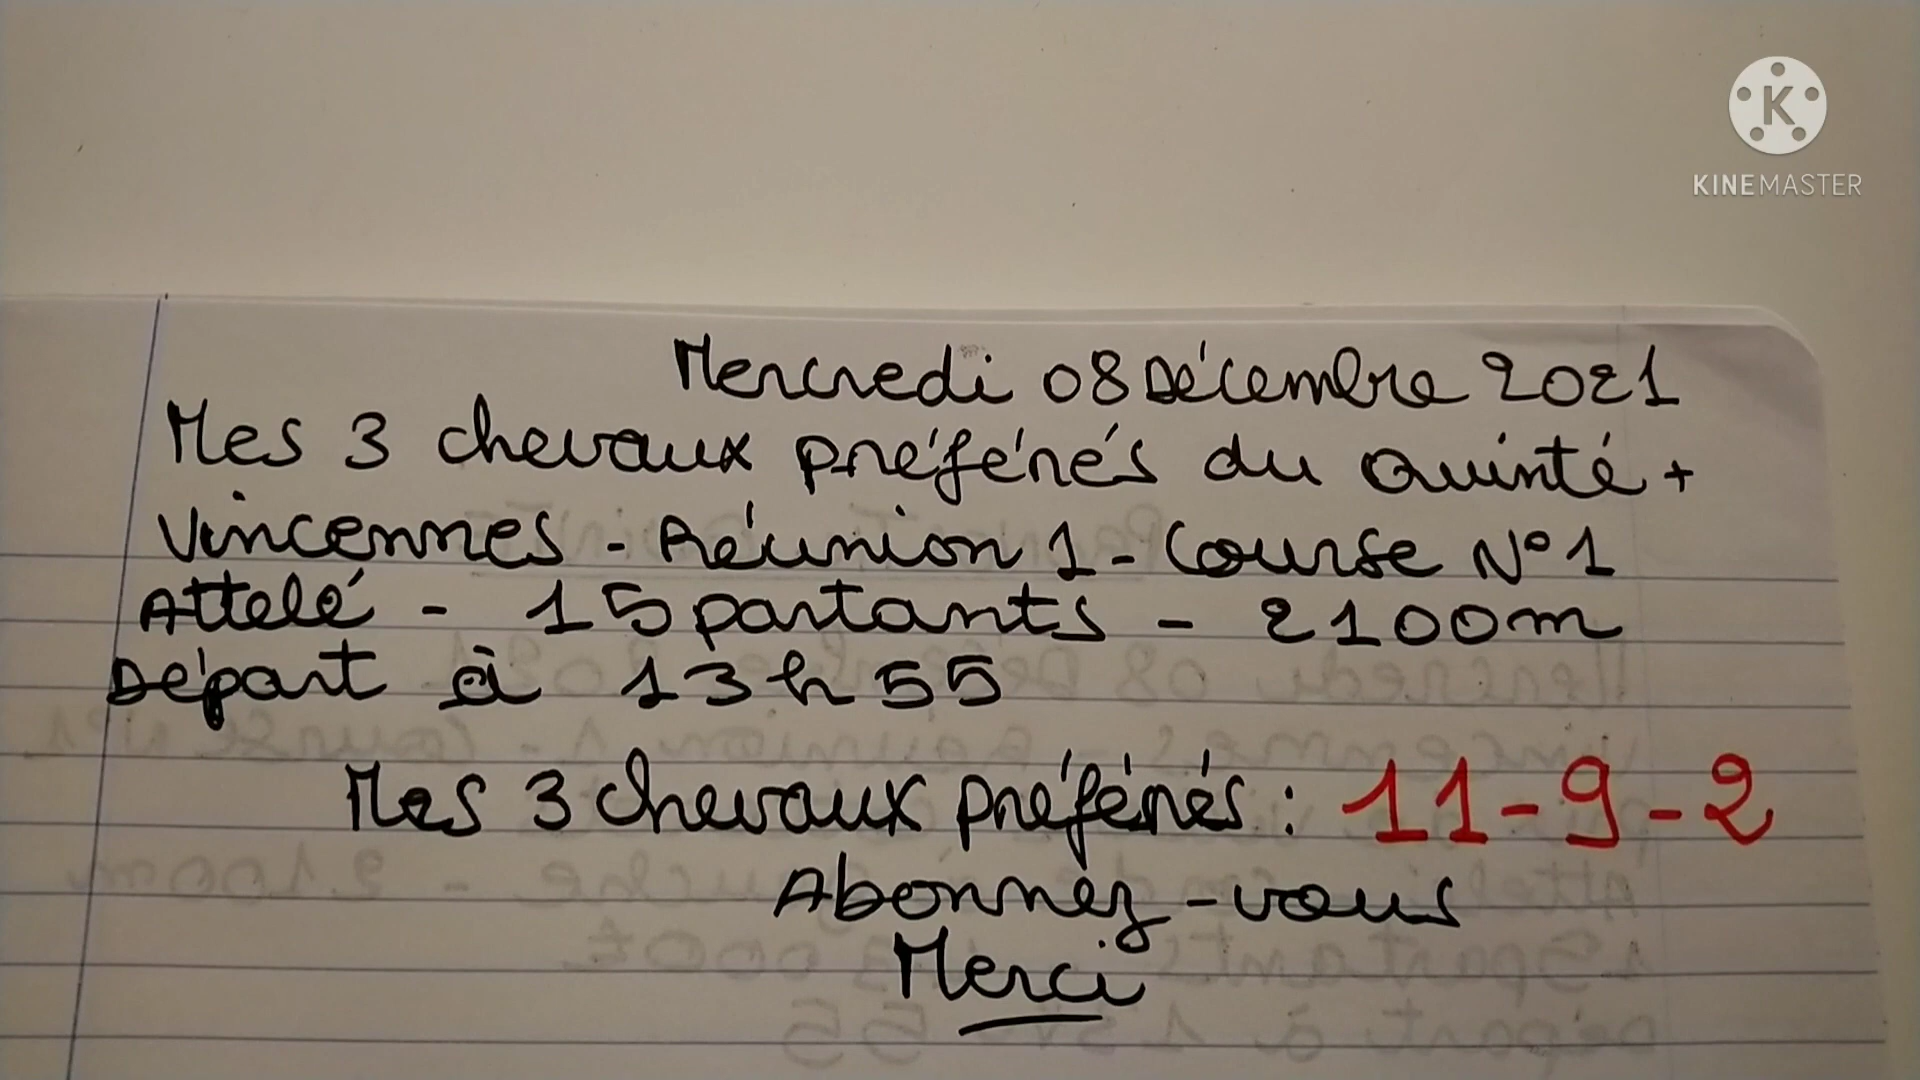 KINEMASTER
Mercredi 08 Décembre 2021
Mes 3 chevaux préférés du Quinté +
Vincennes - Réunion 1 - Course N°1
Attelé - 15 partants - 2100m
Départ à 13h55
Mes 3 chevaux préférés : 11-9-2
Abonnez-vous
Merci